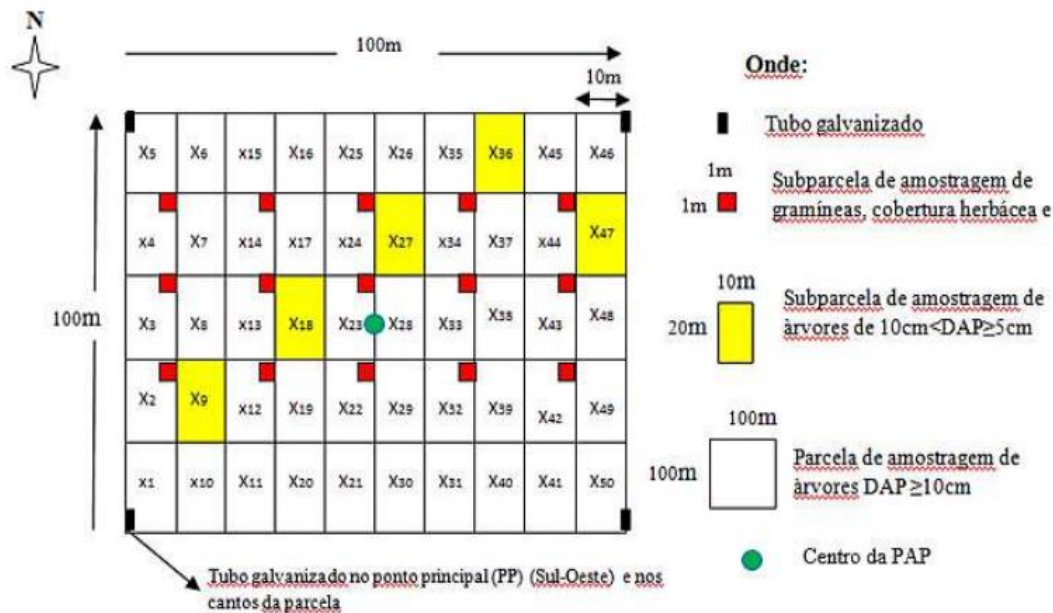 N
100m
10m
Onde:
Tubo galvanizado
X5 X6 x15 X16 X25 X26 X35 X36 X45 X46
1m
1m
Subparcela de amostragem de
gramíneas, cobertura herbácea e
x4 X7 x14 x17 X24 X27 x34 X37 x44 X47
100m
X3 X8 x13 X18 X23 X28 X33 X38 X43 X48
10m
20m
Subparcela de amostragem de
àrvores de 10cm<DAP≥5cm
X2 X9 x12 X19 X22 X29 X32 X39 X42 X49
100m
100m
Parcela de amostragem de
àrvores DAP ≥10cm
x1 x10 X11 X20 X21 X30 X31 X40 X41 X50
Centro da PAP
Tubo galvanizado no ponto principal (PP) (Sul-Oeste) e nos
cantos da parcela